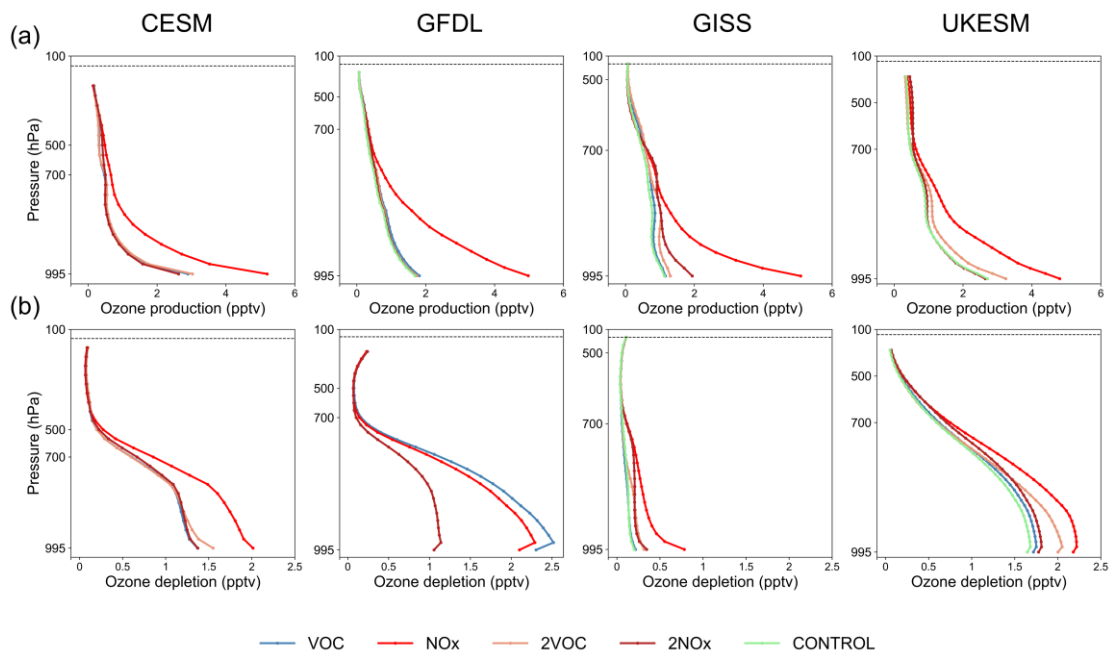 CESM GFDL GISS UKESM
(a)
100 100 100 100
500 500 500 500
700 700 700 700
995 995 995 995
Pressure (hPa)
0 2 4 6 0 2 4 6 0 2 4 6 0 2 4 6
Ozone production (pptv) Ozone production (pptv) Ozone production (pptv) Ozone production (pptv)
(b)
100 100 100 100
500 500 500 500
700 700 700 700
995 995 995 995
Pressure (hPa)
0 0.5 1 1.5 2 2.5 0 0.5 1 1.5 2 2.5 0 0.5 1 1.5 2 2.5 0 0.5 1 1.5 2 2.5
Ozone depletion (pptv) Ozone depletion (pptv) Ozone depletion (pptv) Ozone depletion (pptv)
VOC NOx 2VOC 2NOx CONTROL